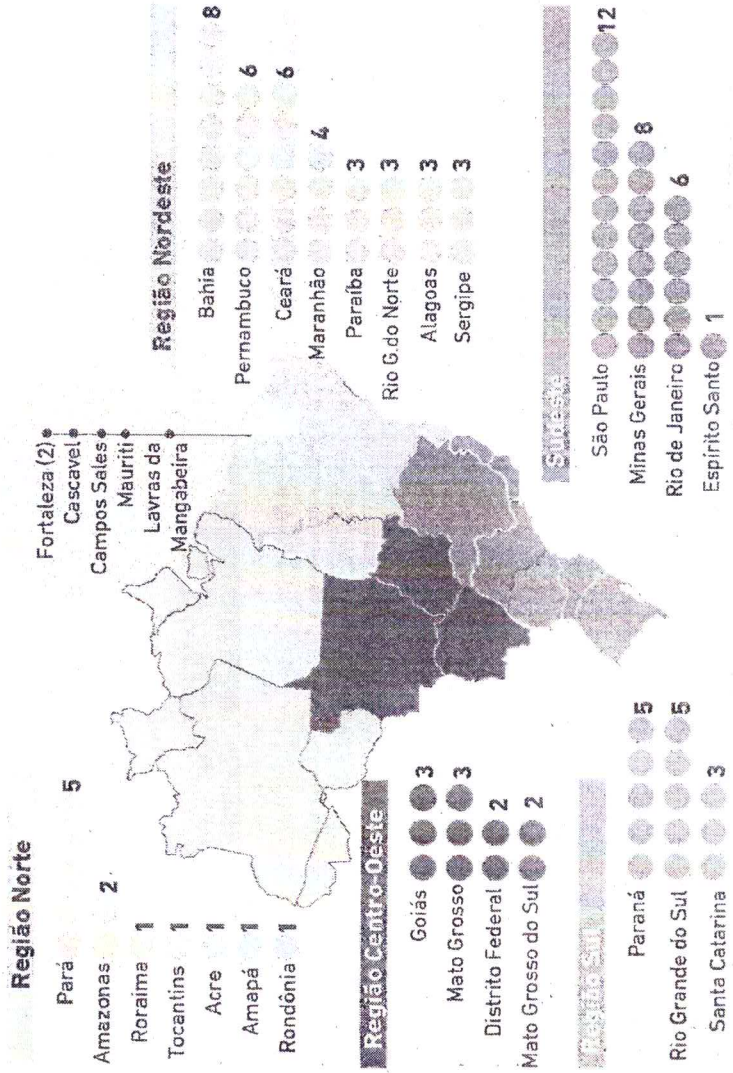 Região Norte
Pará 5
Amazonas 2
Roraima 1
Tocantins 1
Acre 1
Amapá 1
Rondônia 1
Fortaleza (2)
Cascavel
Campos Sales
Mauriti
Lavras da
Mangabeira
Região Nordeste
Bahia 8
Pernambuco 6
Ceará 6
Maranhão 4
Paraíba 3
Rio G.do Norte 3
Alagoas 3
Sergipe 3
Região Centro-Oeste
Goiás 3
Mato Grosso 3
Distrito Federal 2
Mato Grosso do Sul 2
Região Sul
Paraná 5
Rio Grande do Sul 5
Santa Catarina 3
Sudeste
São Paulo 12
Minas Gerais 8
Rio de Janeiro 6
Espírito Santo 1